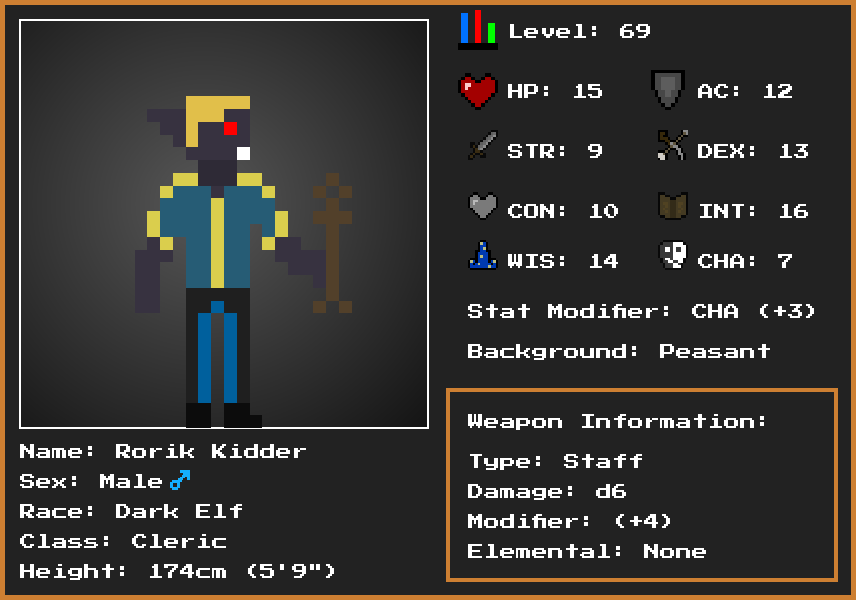 Level: 69
HP: 15 AC: 12
STR: 9 DEX: 13
CON: 10 INT: 16
WIS: 14 CHA: 7
Stat Modifier: CHA (+3)
Background: Peasant
Weapon Information:
Type: Staff
Damage: d6
Modifier: (+4)
Elemental: None
Name: Rorik Kidder
Sex: Male♂
Race: Dark Elf
Class: Cleric
Height: 174cm (5'9")